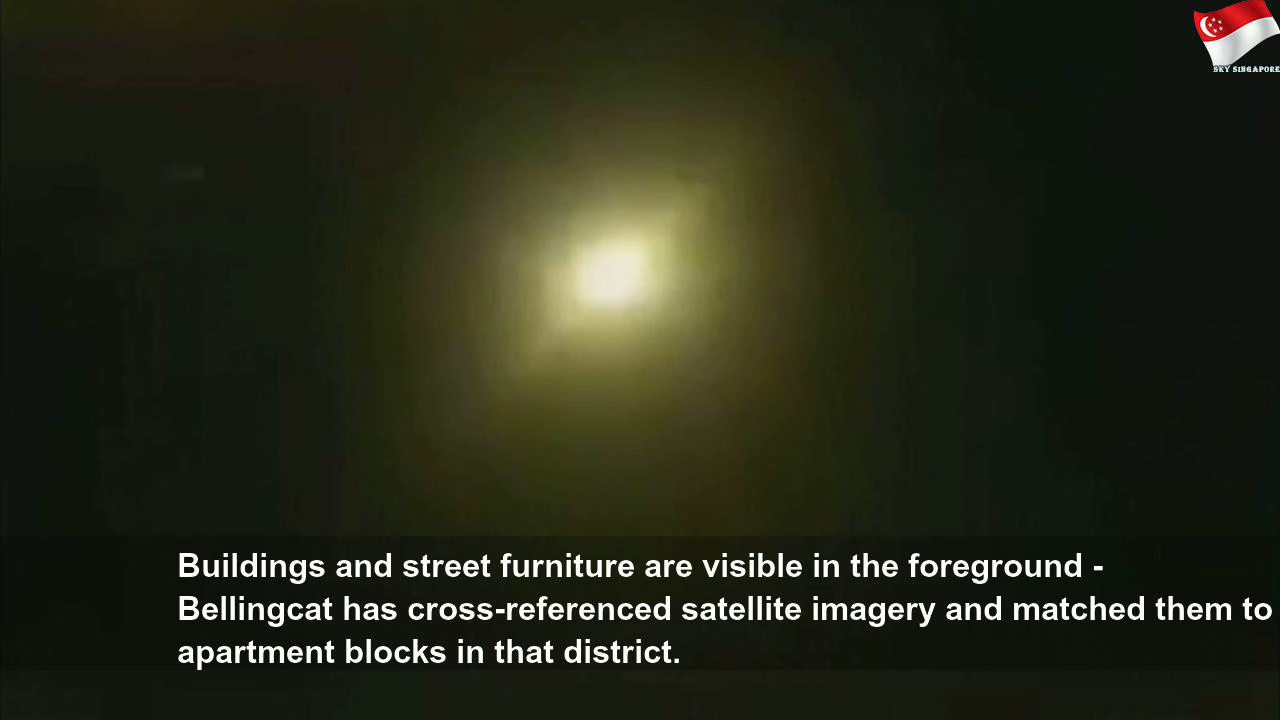 SKY SINGAPORE
Buildings and street furniture are visible in the foreground -
Bellingcat has cross-referenced satellite imagery and matched them to
apartment blocks in that district.